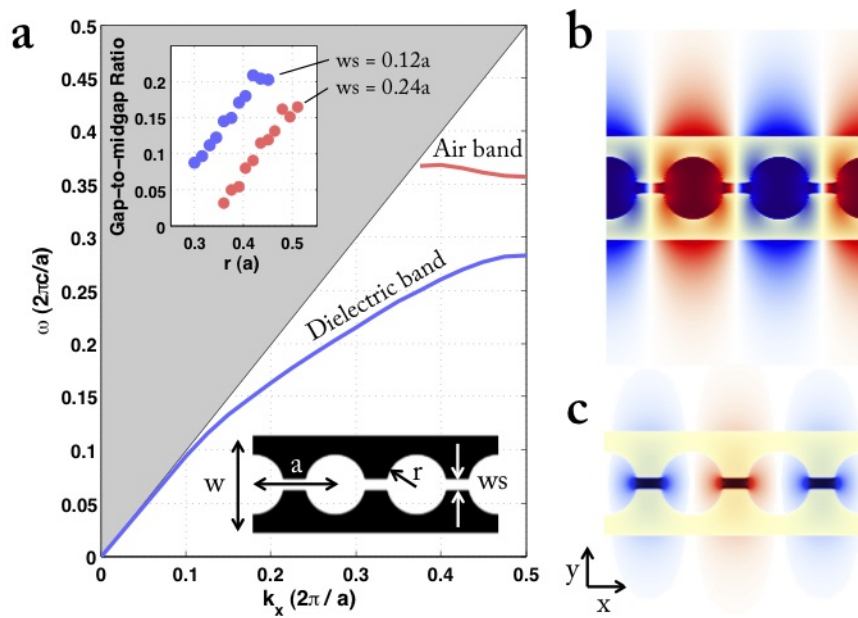 a
b
c
0.5
0.45
0.4
0.35
0.3
0.25
0.2
0.15
0.1
0.05
0
ω (2πc/a)
0
0.1
0.2
0.3
0.4
0.5
k_x (2π / a)
Gap-to-midgap Ratio
0.2
0.15
0.1
0.05
0
0.3
0.4
0.5
r (a)
ws = 0.12a
ws = 0.24a
Air band
Dielectric band
w
a
r
ws
y
x